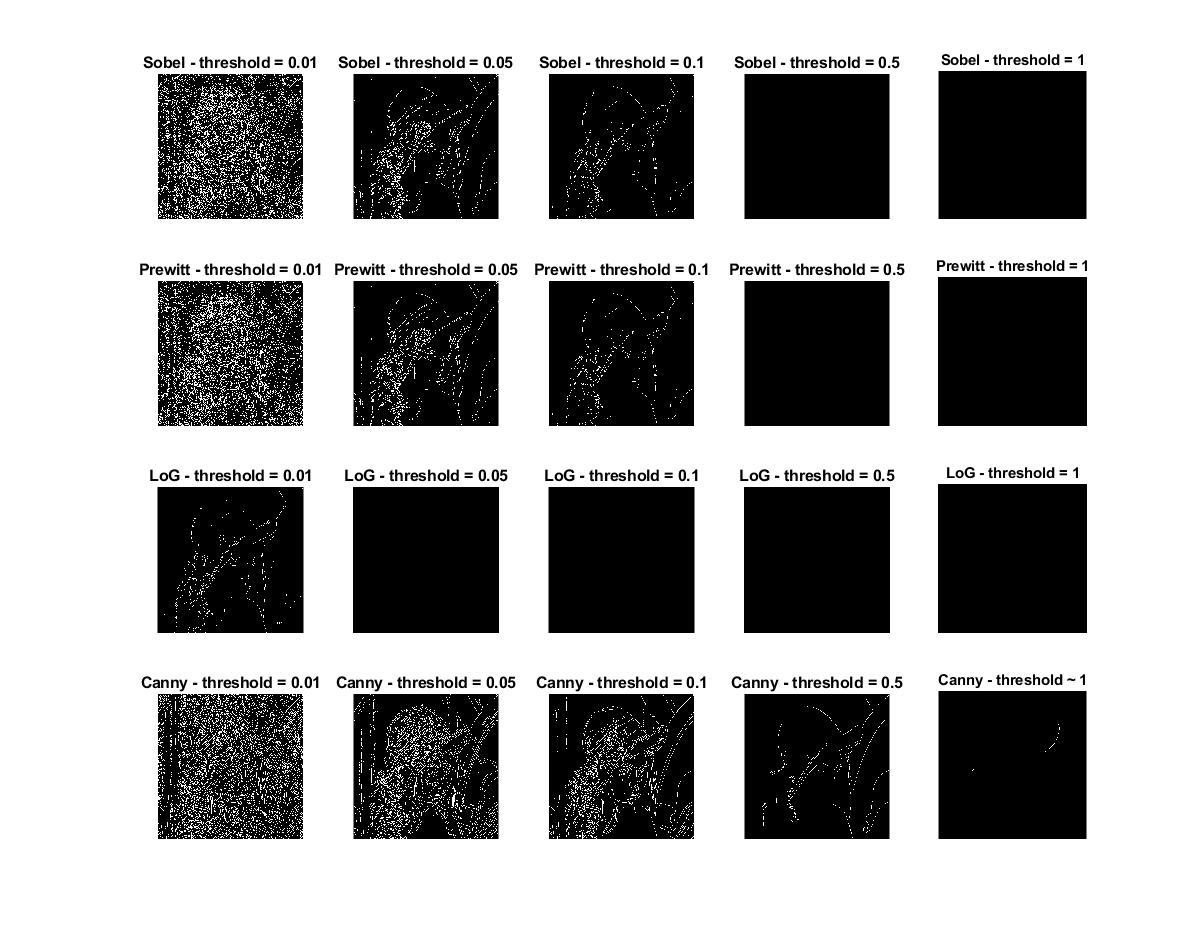 Sobel - threshold = 0.01
Sobel - threshold = 0.05
Sobel - threshold = 0.1
Sobel - threshold = 0.5
Sobel - threshold = 1
Prewitt - threshold = 0.01
Prewitt - threshold = 0.05
Prewitt - threshold = 0.1
Prewitt - threshold = 0.5
Prewitt - threshold = 1
LoG - threshold = 0.01
LoG - threshold = 0.05
LoG - threshold = 0.1
LoG - threshold = 0.5
LoG - threshold = 1
Canny - threshold = 0.01
Canny - threshold = 0.05
Canny - threshold = 0.1
Canny - threshold = 0.5
Canny - threshold ~ 1